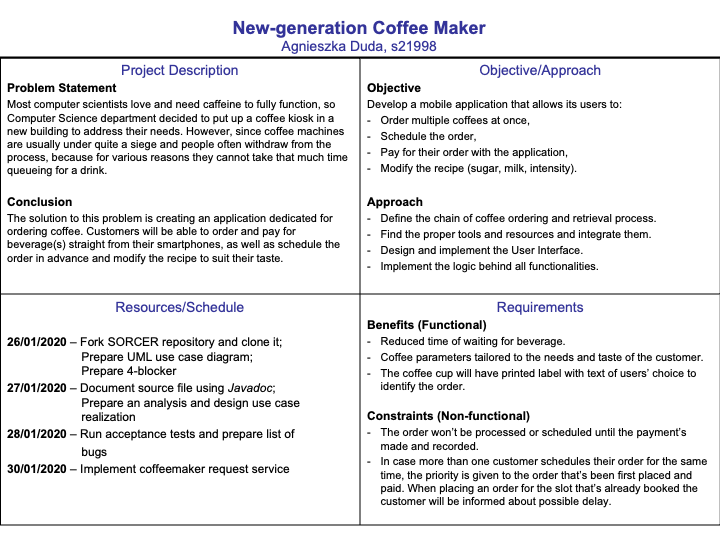 New-generation Coffee Maker
Agnieszka Duda, s21998
Project Description
Problem Statement
Most computer scientists love and need caffeine to fully function, so
Computer Science department decided to put up a coffee kiosk in a
new building to address their needs. However, since coffee machines
are usually under quite a siege and people often withdraw from the
process, because for various reasons they cannot take that much time
queueing for a drink.
Conclusion
The solution to this problem is creating an application dedicated for
ordering coffee. Customers will be able to order and pay for
beverage(s) straight from their smartphones, as well as schedule the
order in advance and modify the recipe to suit their taste.
Objective/Approach
Objective
Develop a mobile application that allows its users to:
- Order multiple coffees at once,
- Schedule the order,
- Pay for their order with the application,
- Modify the recipe (sugar, milk, intensity).
Approach
- Define the chain of coffee ordering and retrieval process.
- Find the proper tools and resources and integrate them.
- Design and implement the User Interface.
- Implement the logic behind all functionalities.
Resources/Schedule
26/01/2020 – Fork SORCER repository and clone it;
Prepare UML use case diagram;
Prepare 4-blocker
27/01/2020 – Document source file using Javadoc;
Prepare an analysis and design use case
realization
28/01/2020 – Run acceptance tests and prepare list of
bugs
30/01/2020 – Implement coffeemaker request service
Requirements
Benefits (Functional)
- Reduced time of waiting for beverage.
- Coffee parameters tailored to the needs and taste of the customer.
- The coffee cup will have printed label with text of users' choice to
identify the order.
Constraints (Non-functional)
- The order won't be processed or scheduled until the payment's
made and recorded.
- In case more than one customer schedules their order for the same
time, the priority is given to the order that's been first placed and
paid. When placing an order for the slot that's already booked the
customer will be informed about possible delay.